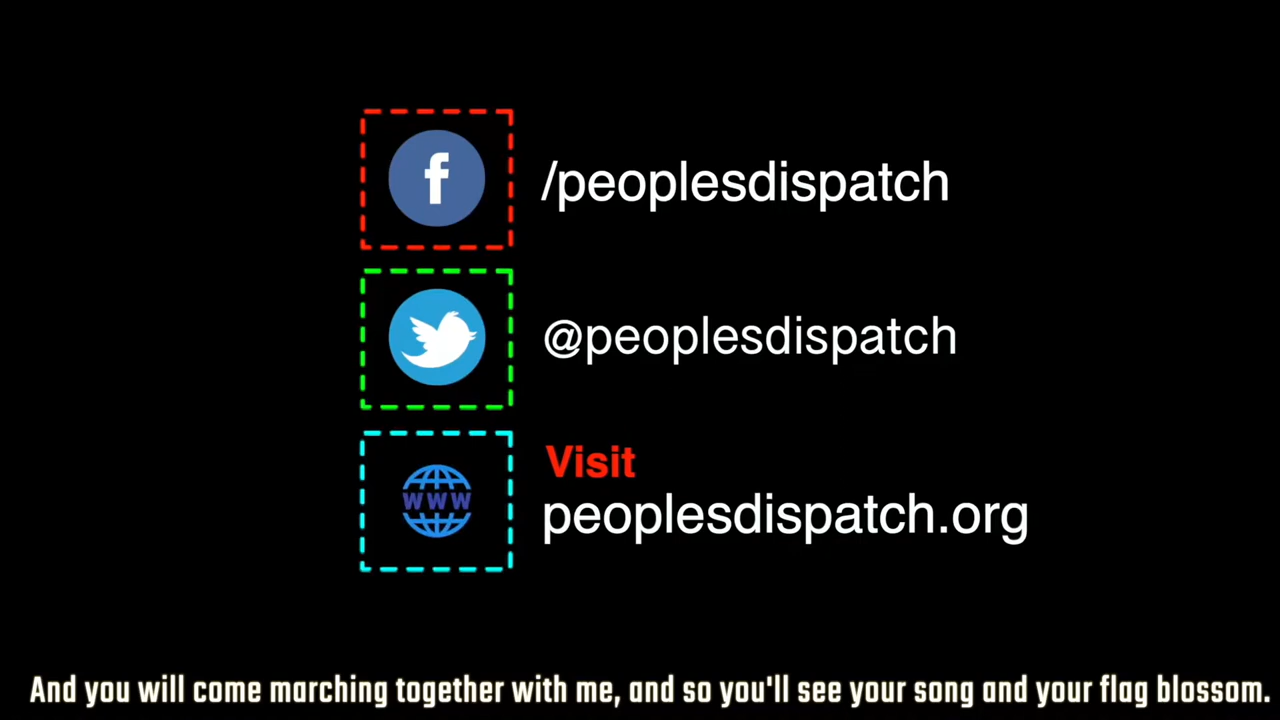 f
/peoplesdispatch
@peoplesdispatch
Visit
WWW
peoplesdispatch.org
And you will come marching together with me, and so you'll see your song and your flag blossom.